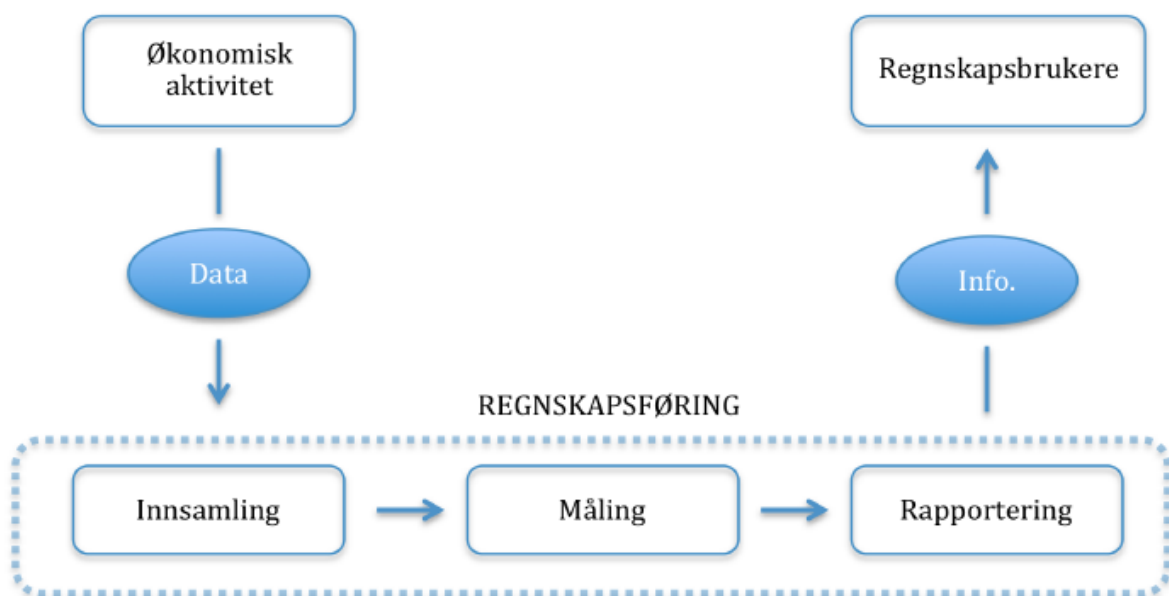 Økonomisk
aktivitet
Regnskapsbrukere
Data
Info.
REGNSKAPSFØRING
Innsamling
Måling
Rapportering